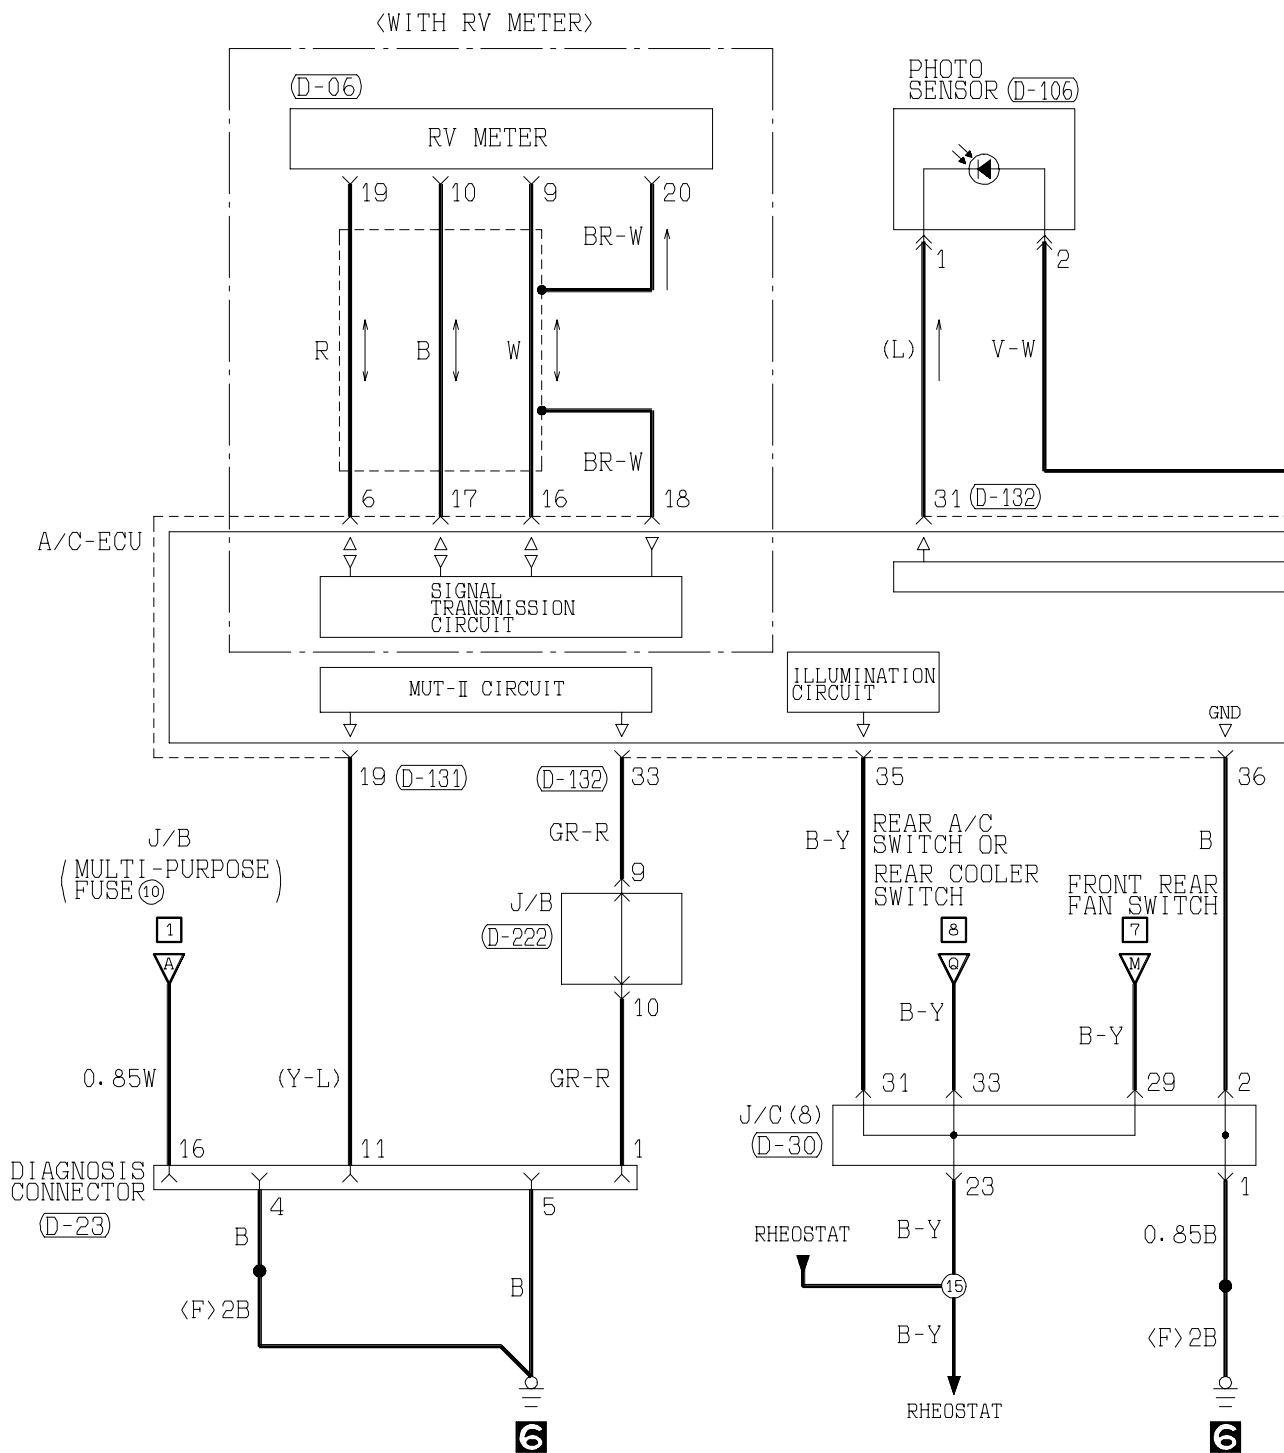 <WITH RV METER>
D-06
RV METER
PHOTO
SENSOR D-106
19 10 9 20
BR-W
1 2
R B W
(L) V-W
BR-W
6 17 16 18
31 D-132
A/C-ECU
SIGNAL
TRANSMISSION
CIRCUIT
MUT-Ⅱ CIRCUIT
ILLUMINATION
CIRCUIT
GND
19 D-131
D-132 33
35
36
GR-R
B-Y
REAR A/C
SWITCH OR
REAR COOLER
SWITCH
B
J/B
(MULTI-PURPOSE
FUSE⑩)
9
J/B
D-222
FRONT REAR
FAN SWITCH
1
A
8
Q
7
M
10
B-Y
B-Y
0.85W
(Y-L)
GR-R
31 33 29 2
J/C(8)
D-30
16 11 1
DIAGNOSIS
CONNECTOR
D-23
4 5
23 1
B
B-Y
0.85B
RHEOSTAT
B
15
<F>2B
B-Y
<F>2B
RHEOSTAT
6
6